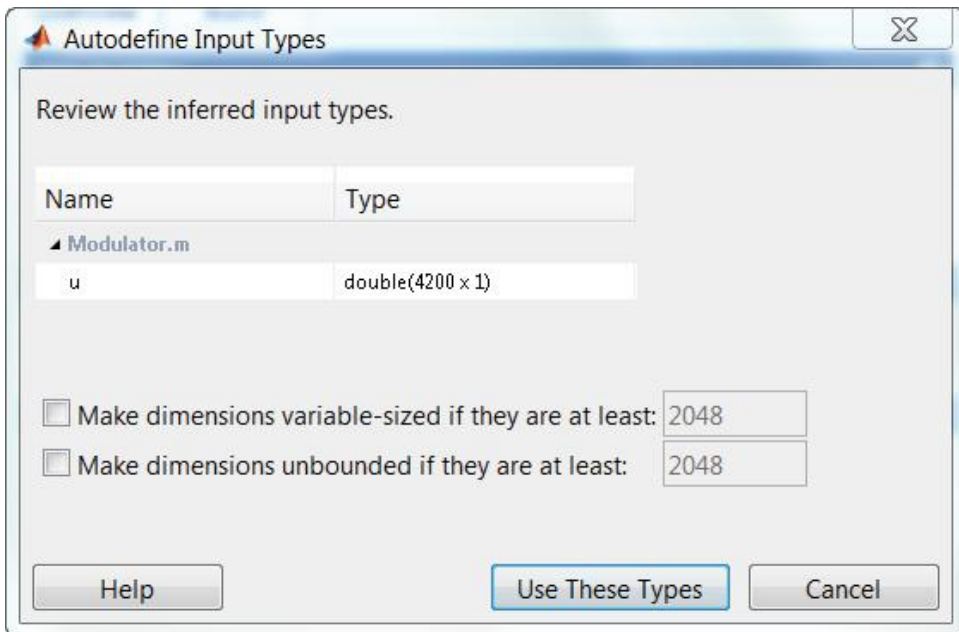 Autodefine Input Types
Review the inferred input types.
Name Type
Modulator.m
u double(4200 x 1)
Make dimensions variable-sized if they are at least: 2048
Make dimensions unbounded if they are at least: 2048
Help Use These Types Cancel